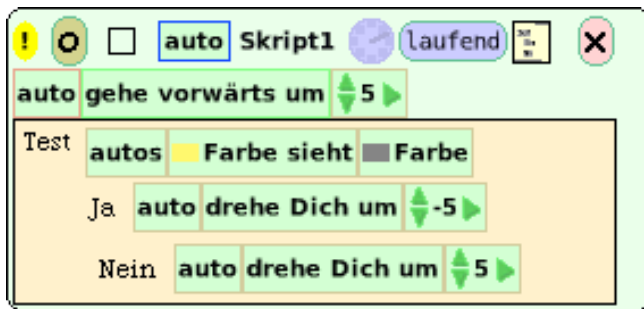 ! O auto Skript1 laufend
auto gehe vorwärts um 5
Test autos Farbe sieht Farbe
Ja auto drehe Dich um -5
Nein auto drehe Dich um 5